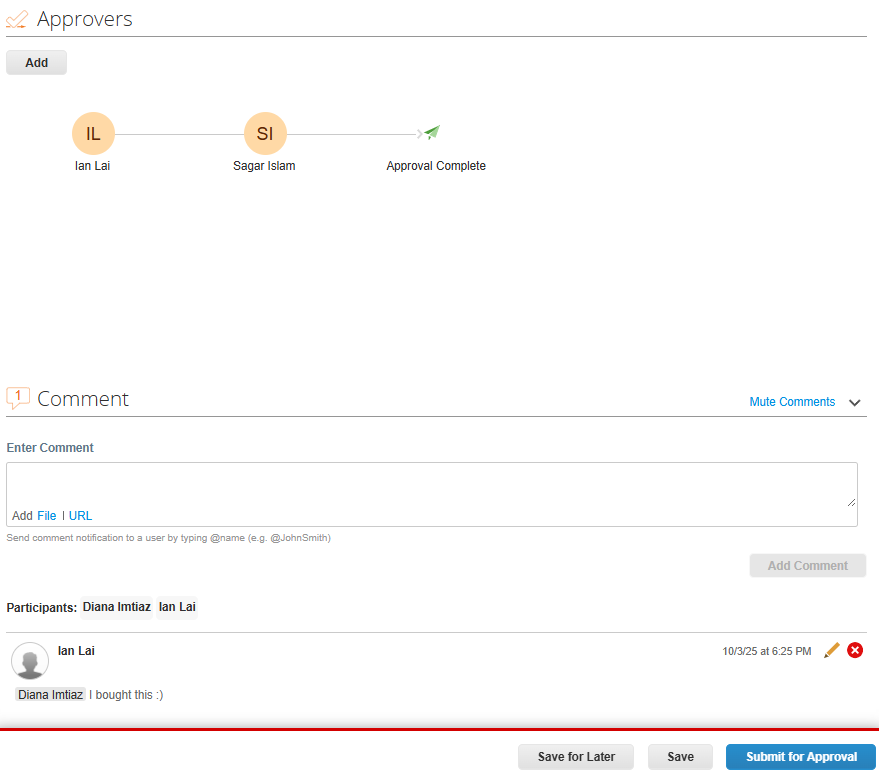 Approvers
Add
IL
SI
Ian Lai
Sagar Islam
Approval Complete
1
Comment
Mute Comments
Enter Comment
Add File | URL
Send comment notification to a user by typing @name (e.g. @JohnSmith)
Add Comment
Participants: Diana Imtiaz Ian Lai
Ian Lai
10/3/25 at 6:25 PM
Diana Imtiaz I bought this :)
Save for Later
Save
Submit for Approval